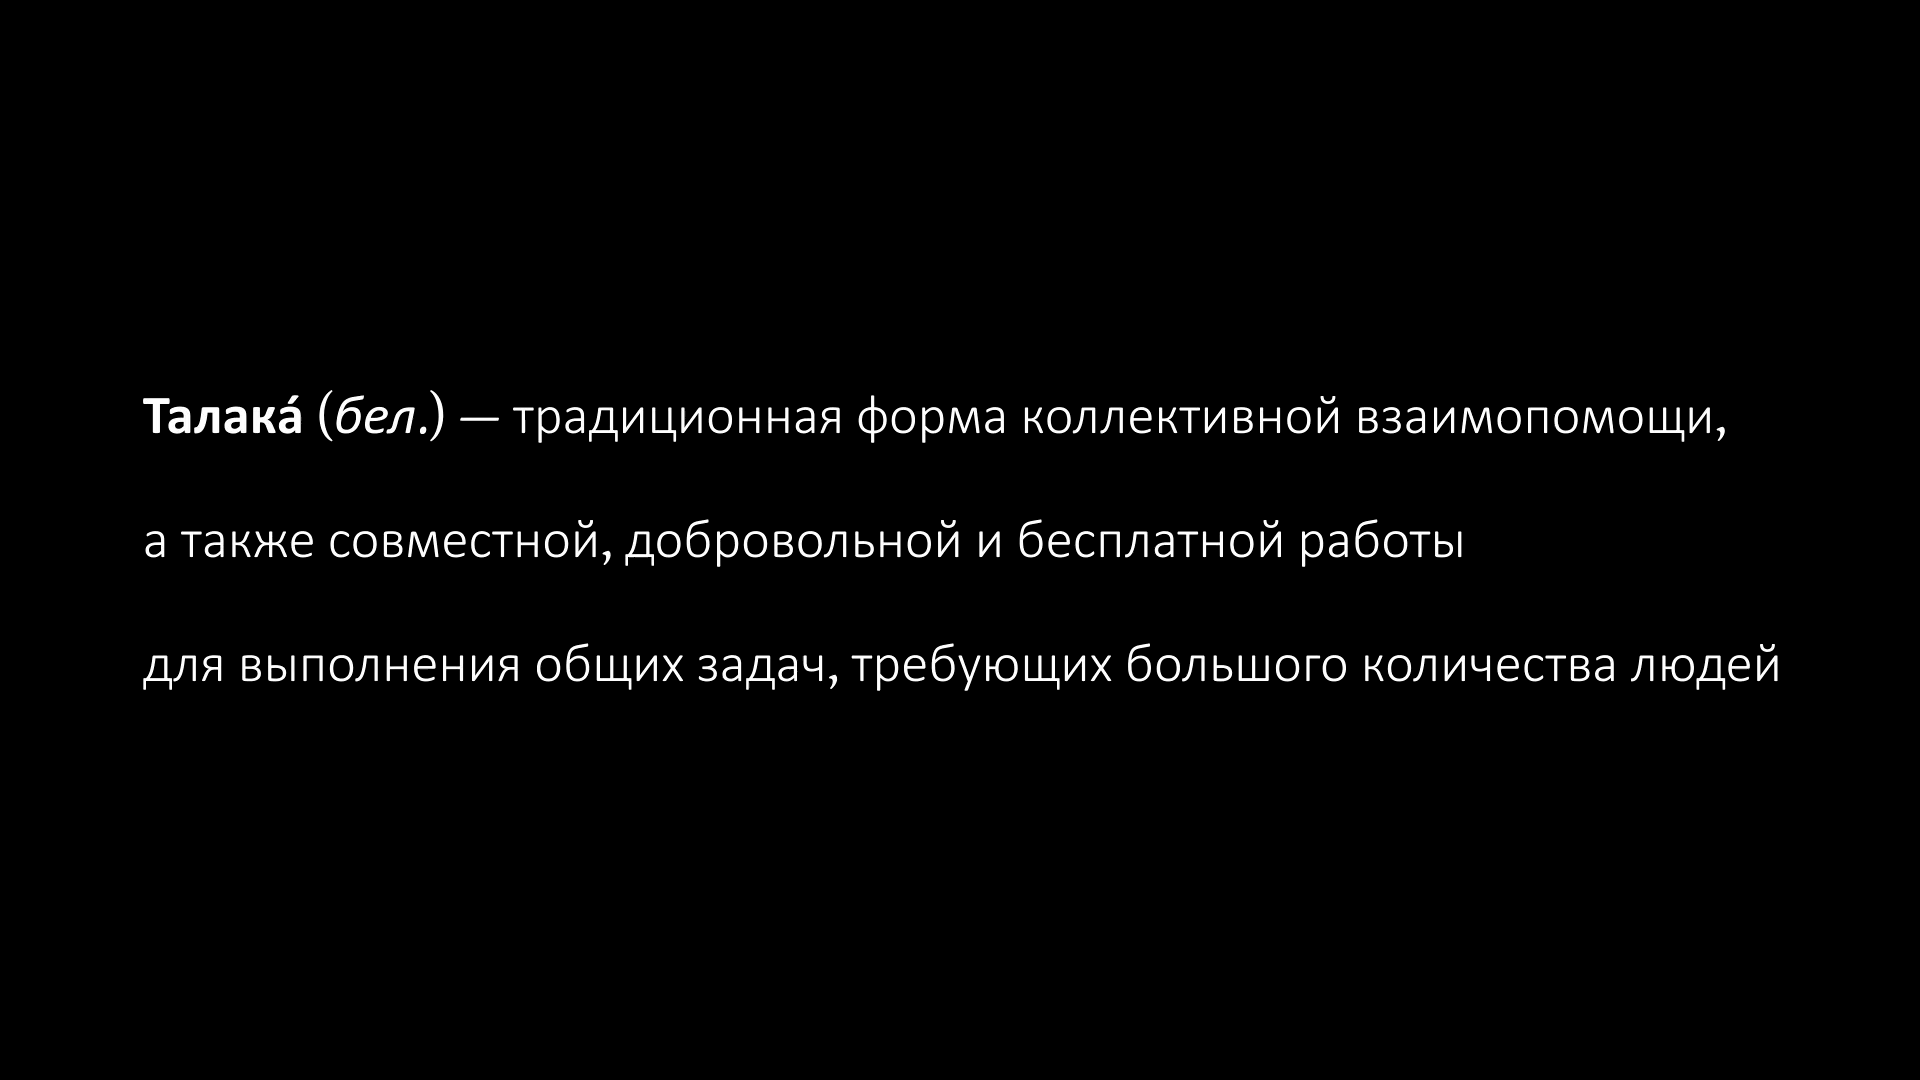 Талака́ (бел.) — традиционная форма коллективной взаимопомощи,
а также совместной, добровольной и бесплатной работы
для выполнения общих задач, требующих большого количества людей